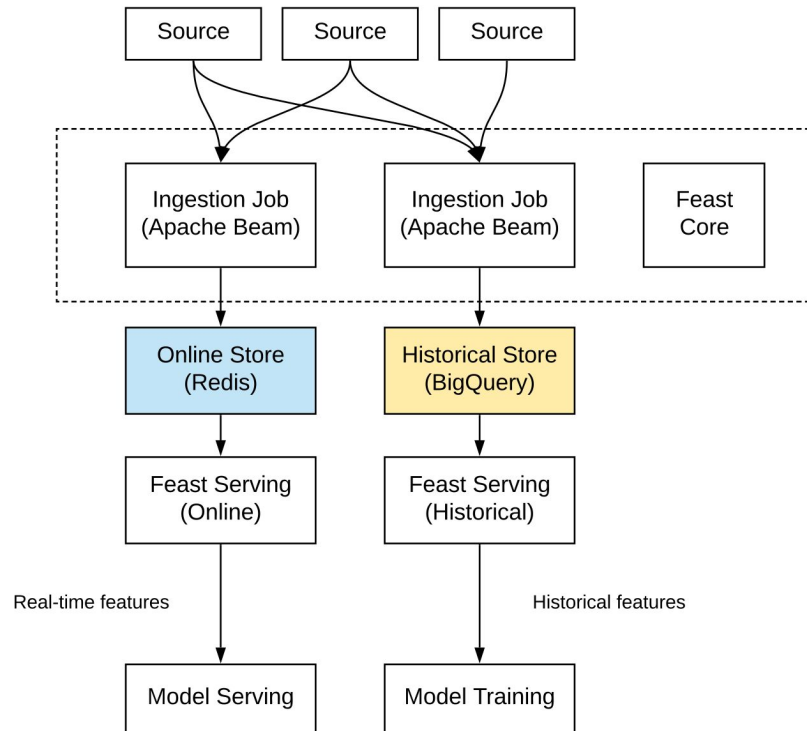 Source
Source
Source
Ingestion Job
(Apache Beam)
Ingestion Job
(Apache Beam)
Feast
Core
Online Store
(Redis)
Historical Store
(BigQuery)
Feast Serving
(Online)
Feast Serving
(Historical)
Real-time features
Historical features
Model Serving
Model Training